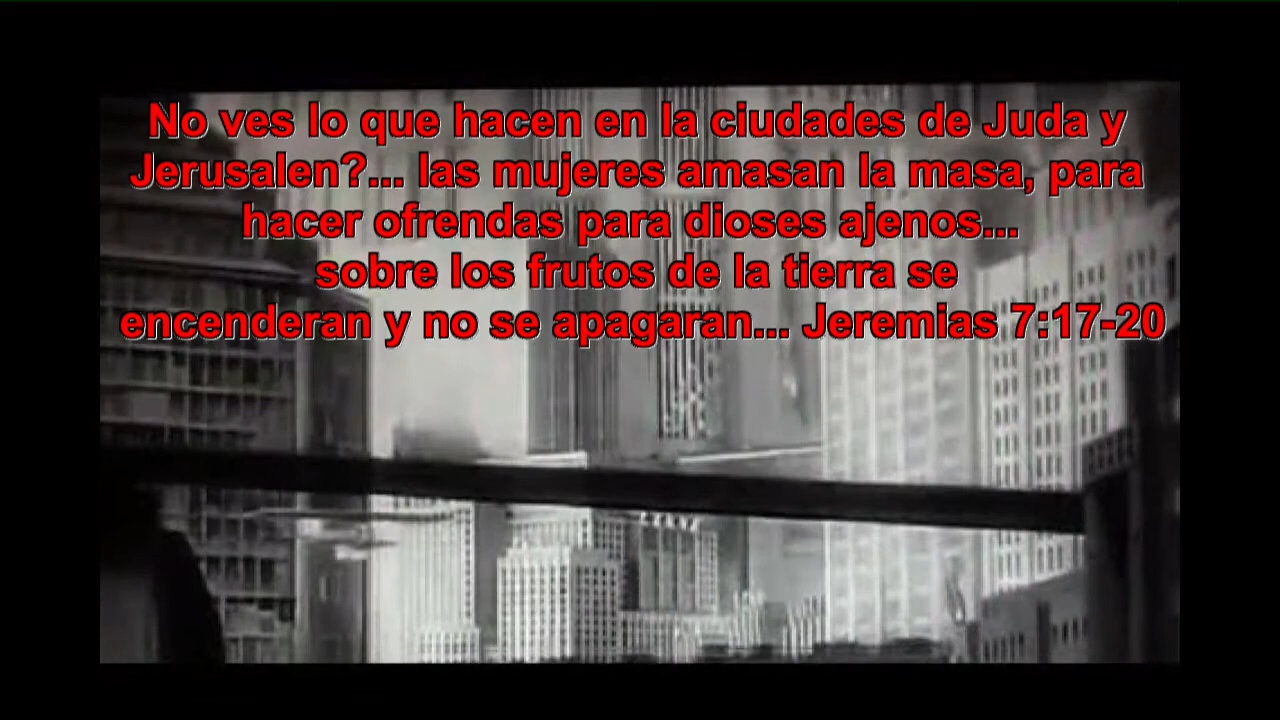 No ves lo que hacen en la ciudades de Juda y
Jerusalen?... las mujeres amasan la masa, para
hacer ofrendas para dioses ajenos...
sobre los frutos de la tierra se
encenderan y no se apagaran... Jeremias 7:17-20